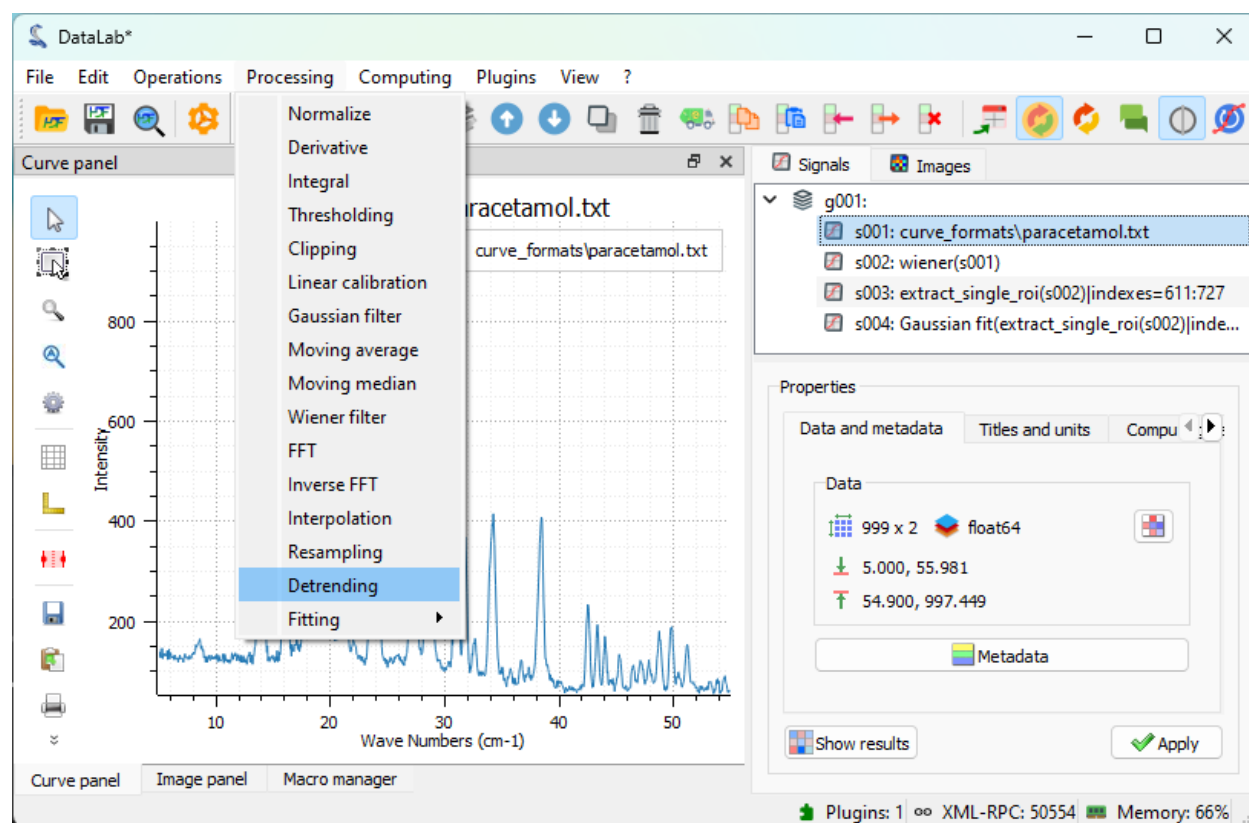 DataLab*
File Edit Operations Processing Computing Plugins View ?
Curve panel
Normalize
Derivative
Integral
Thresholding
Clipping
Linear calibration
Gaussian filter
Moving average
Moving median
Wiener filter
FFT
Inverse FFT
Interpolation
Resampling
Detrending
Fitting
racetamol.txt
curve_formats\paracetamol.txt
800
600
400
200
Intensity
10 20 30 40 50
Wave Numbers (cm-1)
Curve panel Image panel Macro manager
Signals Images
g001:
s001: curve_formats\paracetamol.txt
s002: wiener(s001)
s003: extract_single_roi(s002)|indexes=611:727
s004: Gaussian fit(extract_single_roi(s002)|inde...
Properties
Data and metadata Titles and units Compu
Data
999 x 2 float64
5.000, 55.981
54.900, 997.449
Metadata
Show results Apply
Plugins: 1 XML-RPC: 50554 Memory: 66%